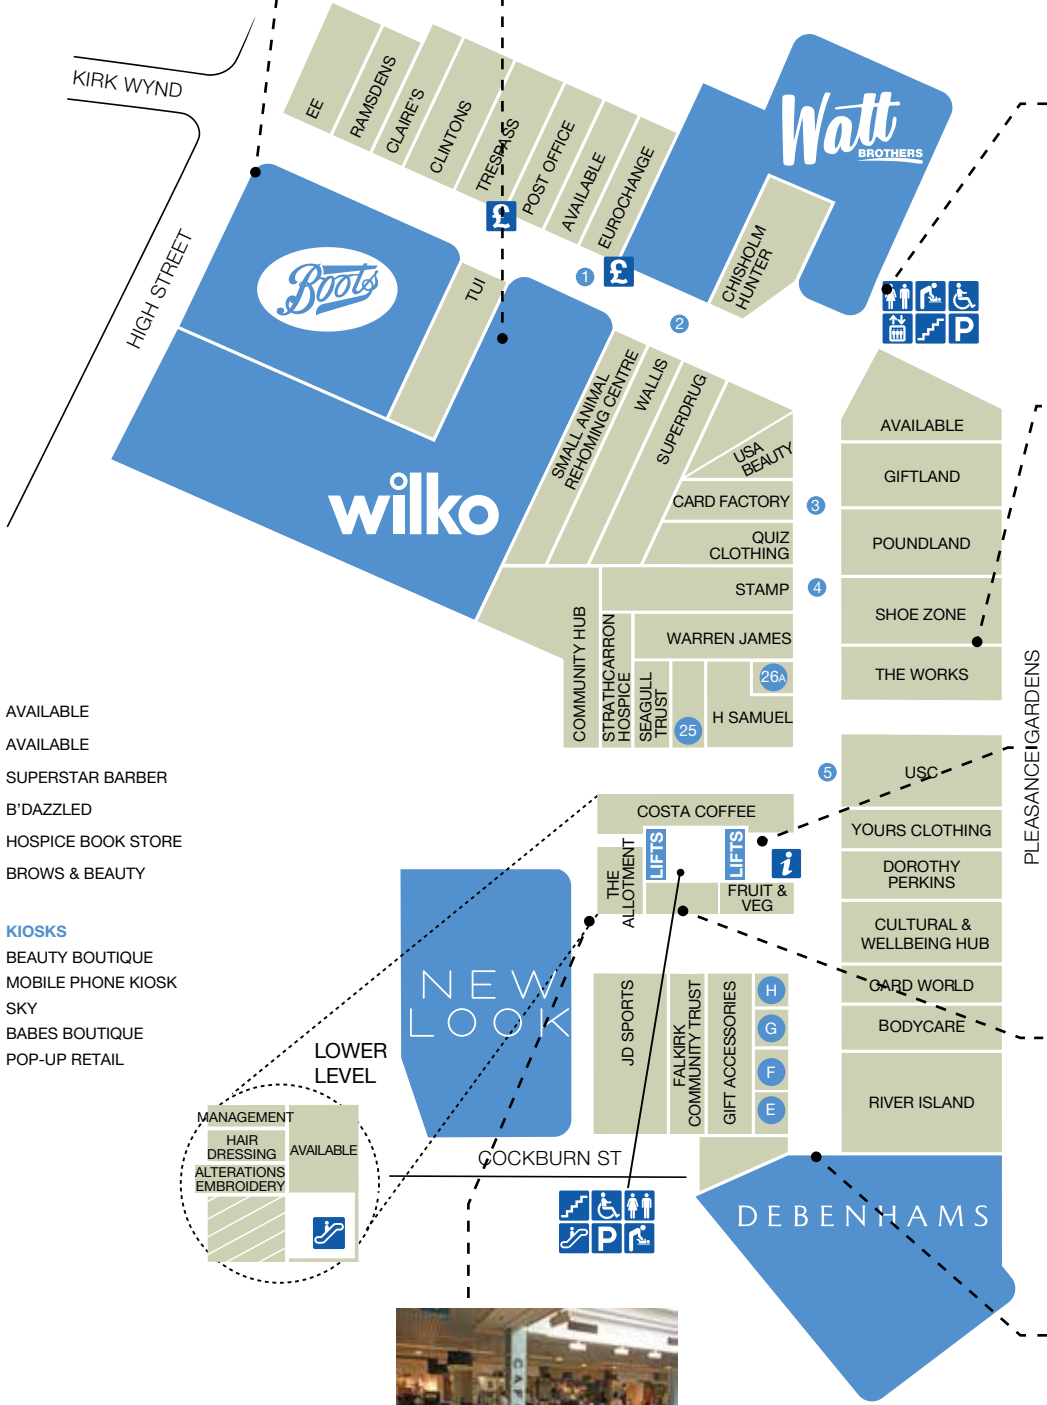 KIRK WYND
HIGH STREET
EE
RAMSDENS
CLAIRE'S
CLINTONS
TRESPASS
POST OFFICE
AVAILABLE
EUROCHANGE
£
£
Watt
BROTHERS
CHISHOLM
HUNTER
Boots
TUI
1
2
P
wilko
SMALL ANIMAL
REHOMING CENTRE
WALLIS
SUPERDRUG
USA
BEAUTY
CARD FACTORY
QUIZ
CLOTHING
STAMP
WARREN JAMES
COMMUNITY HUB
STRATHCARRON
HOSPICE
SEAGULL
TRUST
25
26A
H SAMUEL
3
4
5
AVAILABLE
GIFTLAND
POUNDLAND
SHOE ZONE
THE WORKS
PLEASANCE GARDENS
USC
YOURS CLOTHING
DOROTHY
PERKINS
CULTURAL &
WELLBEING HUB
CARD WORLD
BODYCARE
RIVER ISLAND
AVAILABLE
AVAILABLE
SUPERSTAR BARBER
B'DAZZLED
HOSPICE BOOK STORE
BROWS & BEAUTY
KIOSKS
BEAUTY BOUTIQUE
MOBILE PHONE KIOSK
SKY
BABES BOUTIQUE
POP-UP RETAIL
COSTA COFFEE
LIFTS
LIFTS
i
THE
ALLOTMENT
FRUIT &
VEG
NEW
LOOK
JD SPORTS
FALKIRK
COMMUNITY TRUST
GIFT ACCESSORIES
H
G
F
E
LOWER
LEVEL
MANAGEMENT
HAIR
DRESSING
ALTERATIONS
EMBROIDERY
AVAILABLE
COCKBURN ST
P
DEBENHAMS
CAF